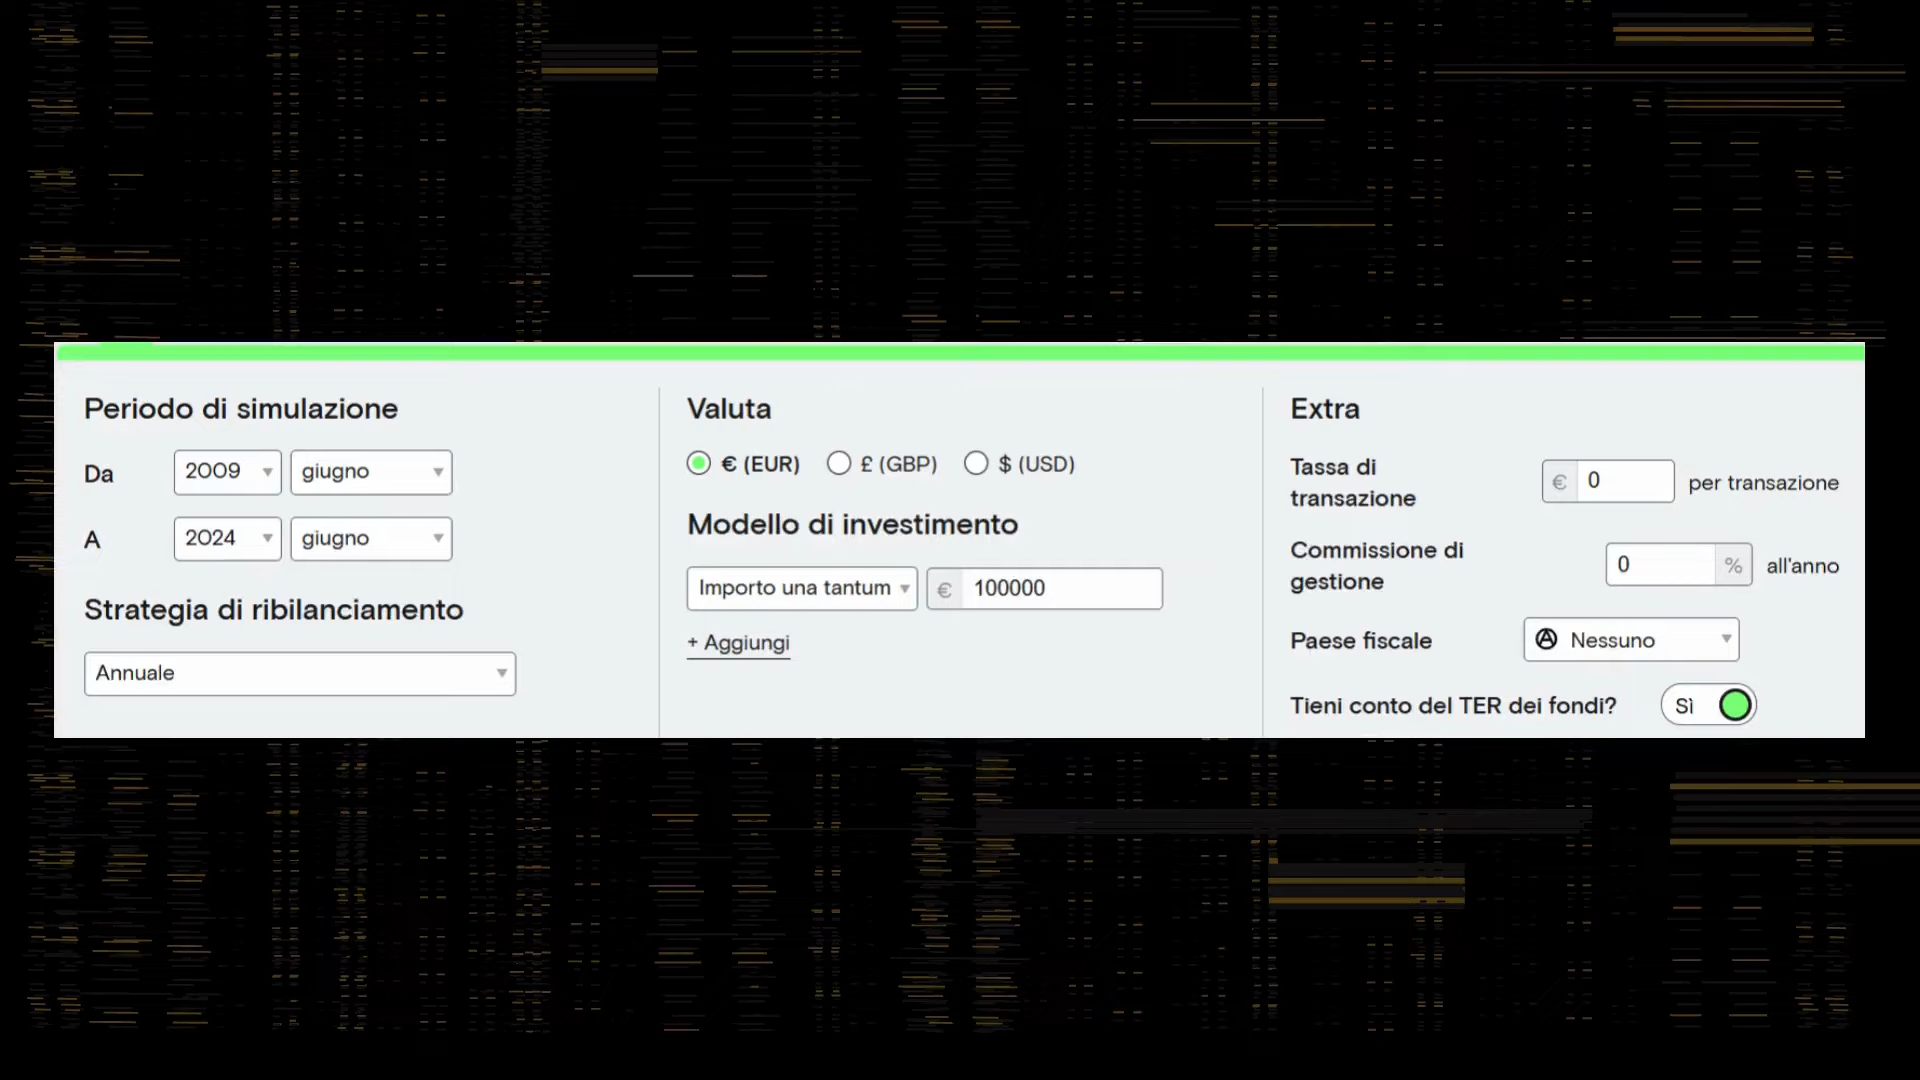 Periodo di simulazione
Da 2009 giugno
A 2024 giugno
Strategia di ribilanciamento
Annuale
Valuta
€ (EUR) £ (GBP) $ (USD)
Modello di investimento
Importo una tantum € 100000
+ Aggiungi
Extra
Tassa di
transazione
€ 0 per transazione
Commissione di
gestione
0 % all'anno
Paese fiscale Nessuno
Tieni conto del TER dei fondi? Sì